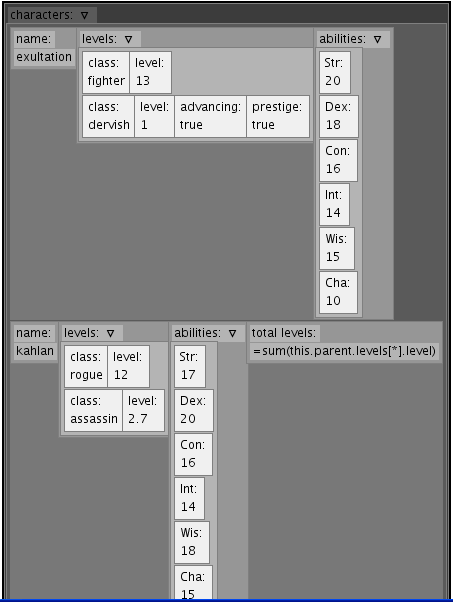 characters: ▽
name: levels: ▽ abilities: ▽
exultation
class: level:
fighter 13
class: level: advancing: prestige:
dervish 1 true true
Str:
20
Dex:
18
Con:
16
Int:
14
Wis:
15
Cha:
10
name: levels: ▽ abilities: ▽ total levels:
kahlan =sum(this.parent.levels[*].level)
class: level:
rogue 12
class: level:
assassin 2.7
Str:
17
Dex:
20
Con:
16
Int:
14
Wis:
18
Cha:
15